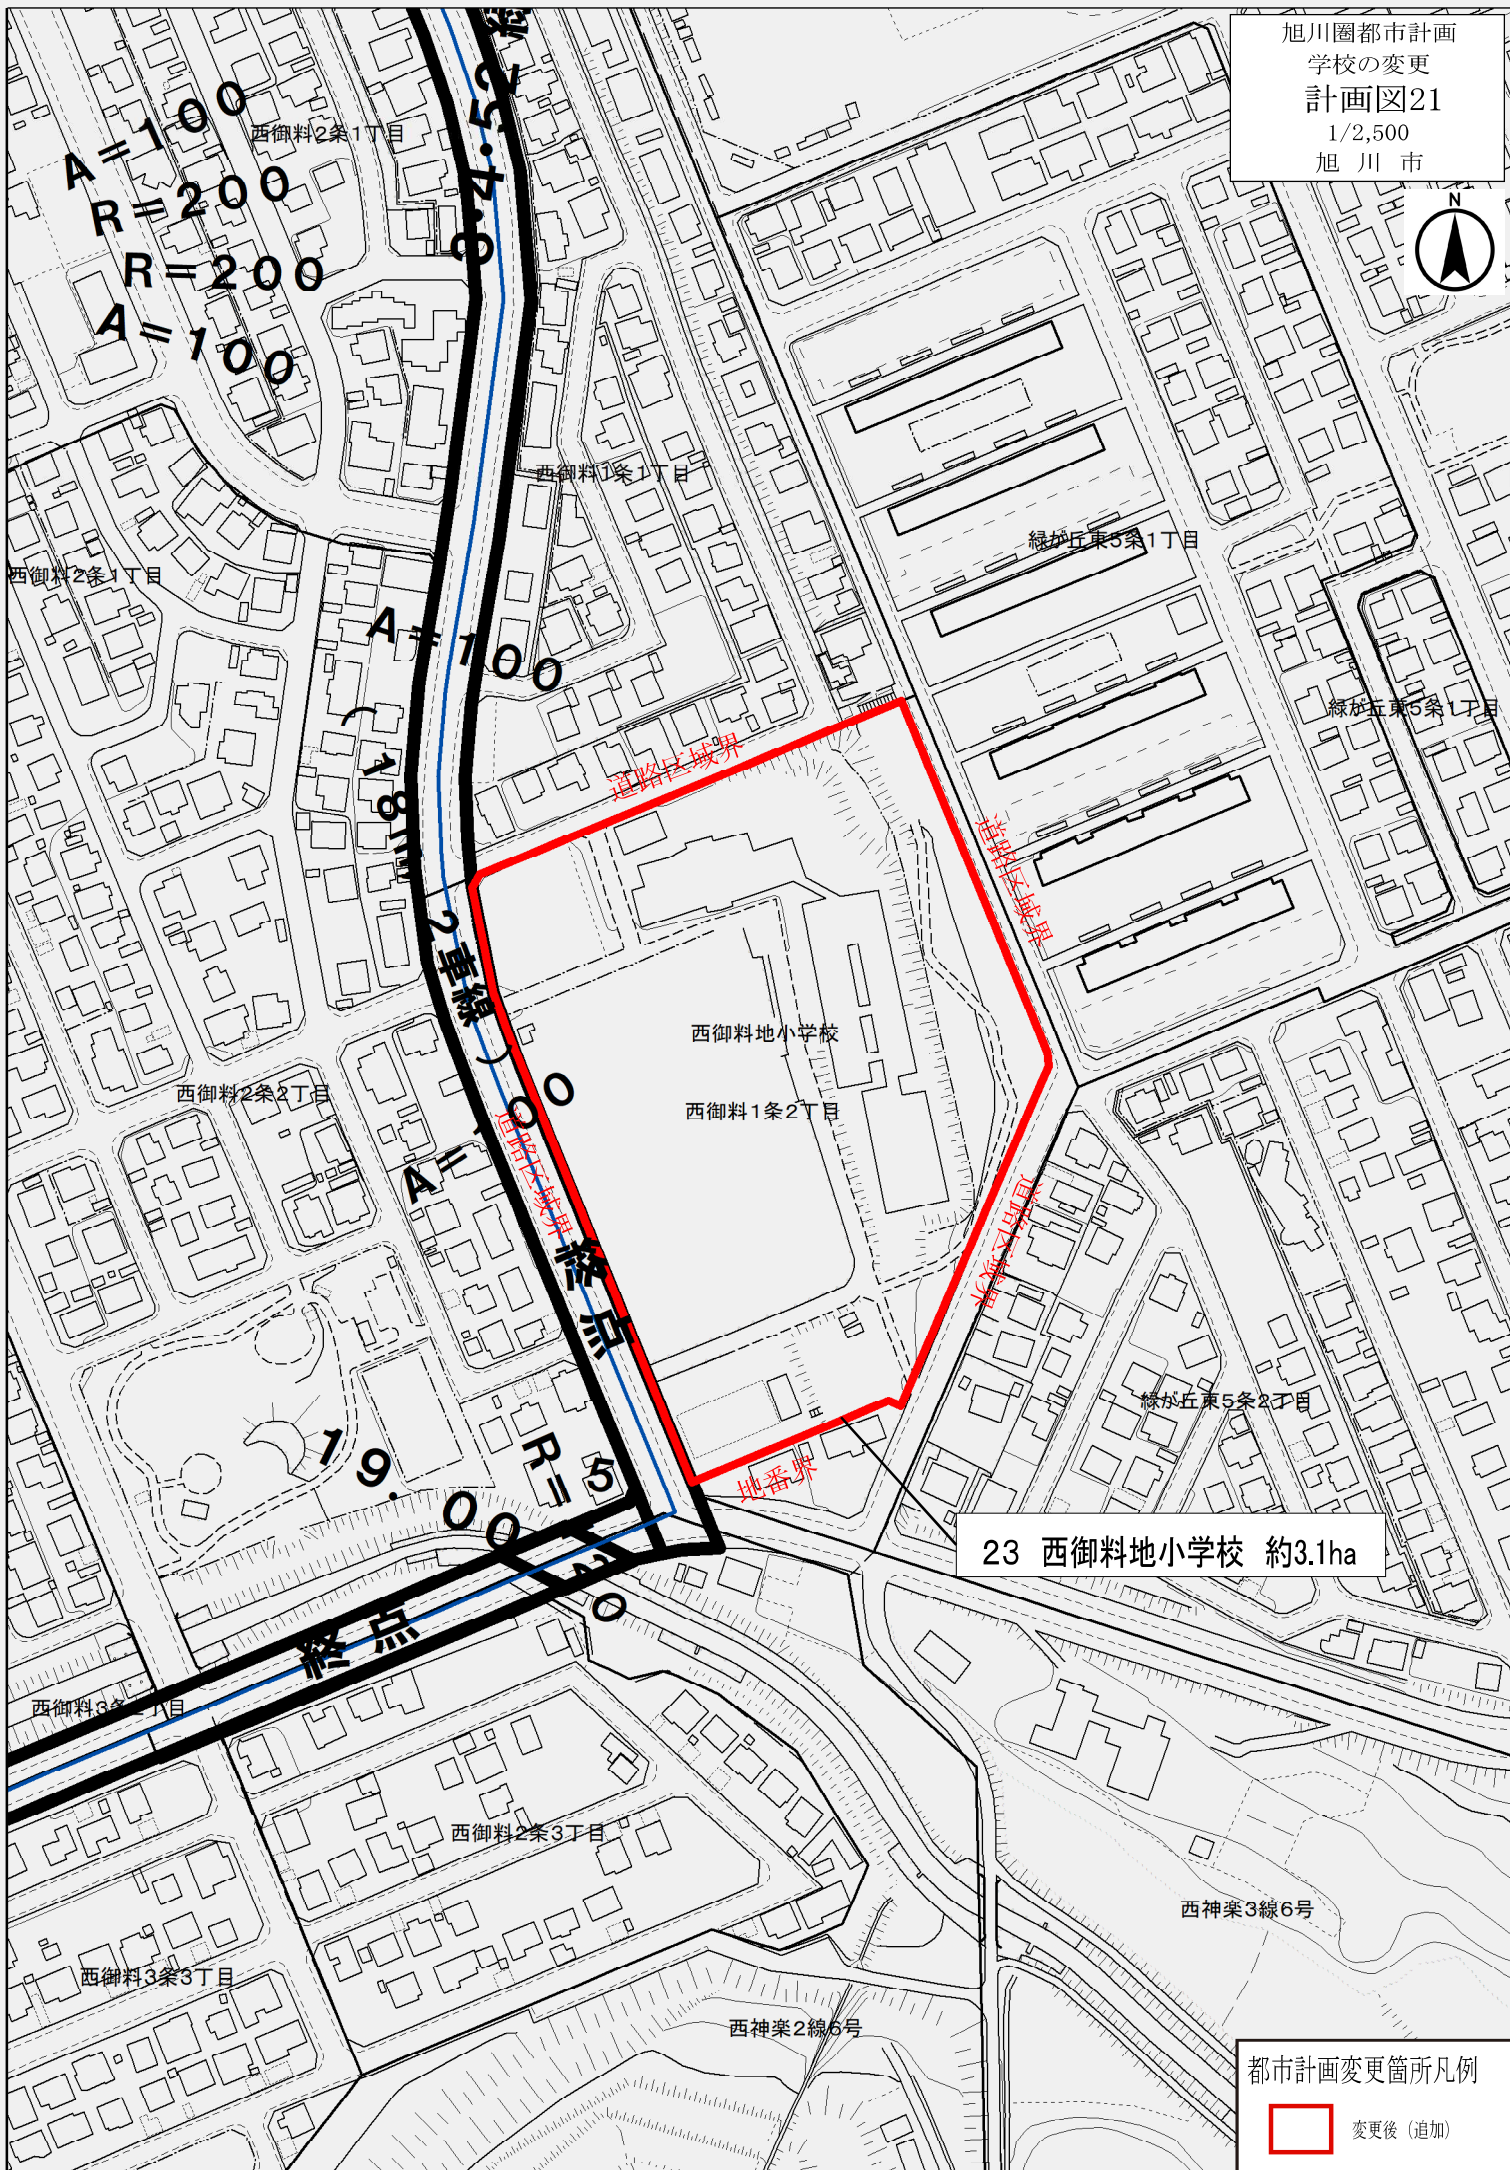 旭川圏都市計画
学校の変更
計画図21
1/2,500
旭川市
N
A=100
R=200
R=200
A=100
西御料2条1丁目
3・4・52
西御料1条1丁目
緑が丘東3条1丁目
西御料2条1丁目
A=100
緑が丘東5条1丁目
(18m 2車線)
道路区域界
道路区域界
西御料地小学校
西御料1条2丁目
西御料2条2丁目
道路区域界
終点
道路区域界
緑が丘東5条2丁目
19.00
R=
地番界
23 西御料地小学校 約3.1ha
終点
西御料2条3丁目
西神楽3線6号
西御料3条3丁目
西神楽2線6号
都市計画変更箇所凡例
変更後（追加）